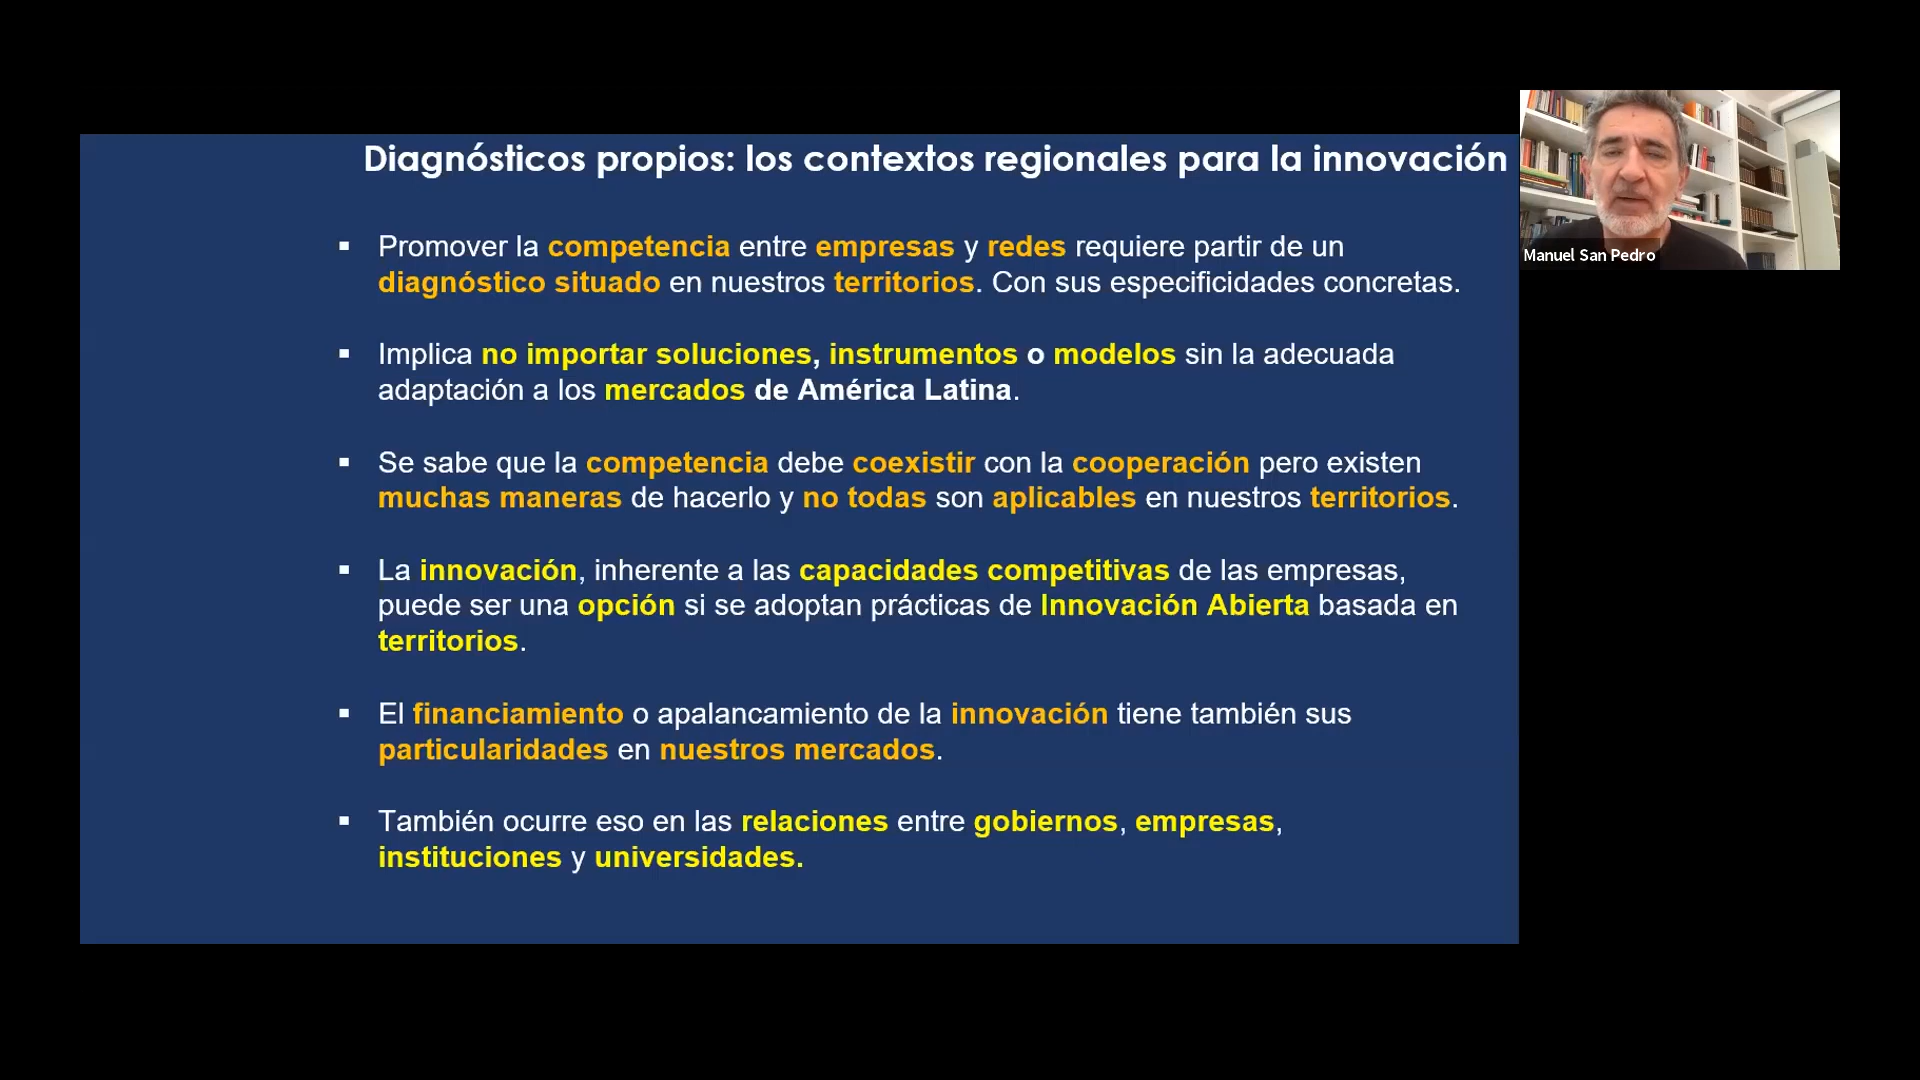 Diagnósticos propios: los contextos regionales para la innovación
▪ Promover la competencia entre empresas y redes requiere partir de un
diagnóstico situado en nuestros territorios. Con sus especificidades concretas.
▪ Implica no importar soluciones, instrumentos o modelos sin la adecuada
adaptación a los mercados de América Latina.
▪ Se sabe que la competencia debe coexistir con la cooperación pero existen
muchas maneras de hacerlo y no todas son aplicables en nuestros territorios.
▪ La innovación, inherente a las capacidades competitivas de las empresas,
puede ser una opción si se adoptan prácticas de Innovación Abierta basada en
territorios.
▪ El financiamiento o apalancamiento de la innovación tiene también sus
particularidades en nuestros mercados.
▪ También ocurre eso en las relaciones entre gobiernos, empresas,
instituciones y universidades.
Manuel San Pedro